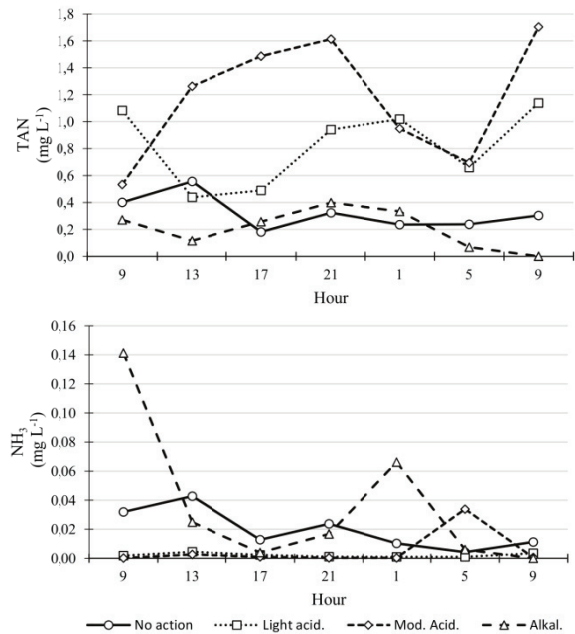 1,8
1,6
1,4
1,2
1,0
0,8
0,6
0,4
0,2
0,0
TAN
(mg L-1)
9 13 17 21 1 5 9
Hour
0.16
0.14
0.12
0.10
0.08
0.06
0.04
0.02
0.00
NH3
(mg L-1)
9 13 17 21 1 5 9
Hour
No action Light acid. Mod. Acid. Alkal.